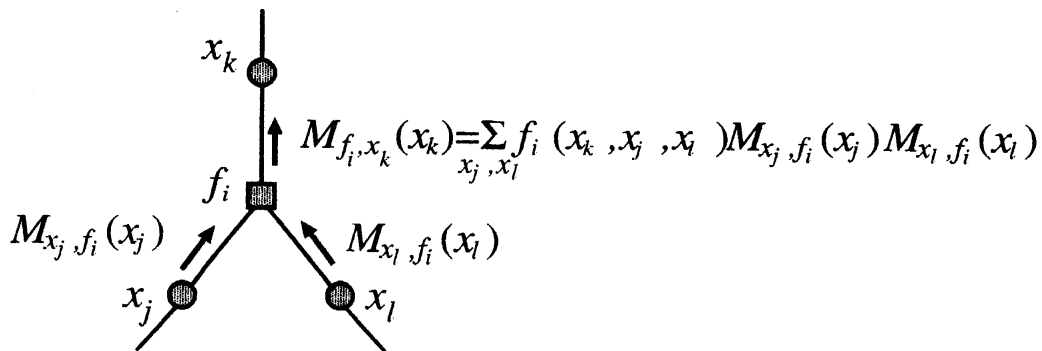 x_k
M_{f_i,x_k}(x_k)=Σ_{x_j,x_l} f_i (x_k ,x_j ,x_l )M_{x_j,f_i}(x_j)M_{x_l,f_i}(x_l)
f_i
M_{x_j,f_i}(x_j)
M_{x_l,f_i}(x_l)
x_j
x_l